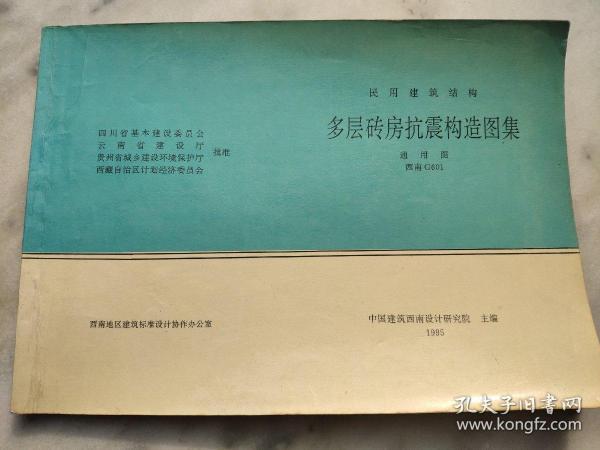 民用建筑结构
多层砖房抗震构造图集
通用图
西南G601
四川省基本建设委员会
云南省建设厅
贵州省城乡建设环境保护厅
西藏自治区计划经济委员会
批准
西南地区建筑标准设计协作办公室
中国建筑西南设计研究院 主编
1995
孔夫子旧书网
www.kongfz.com